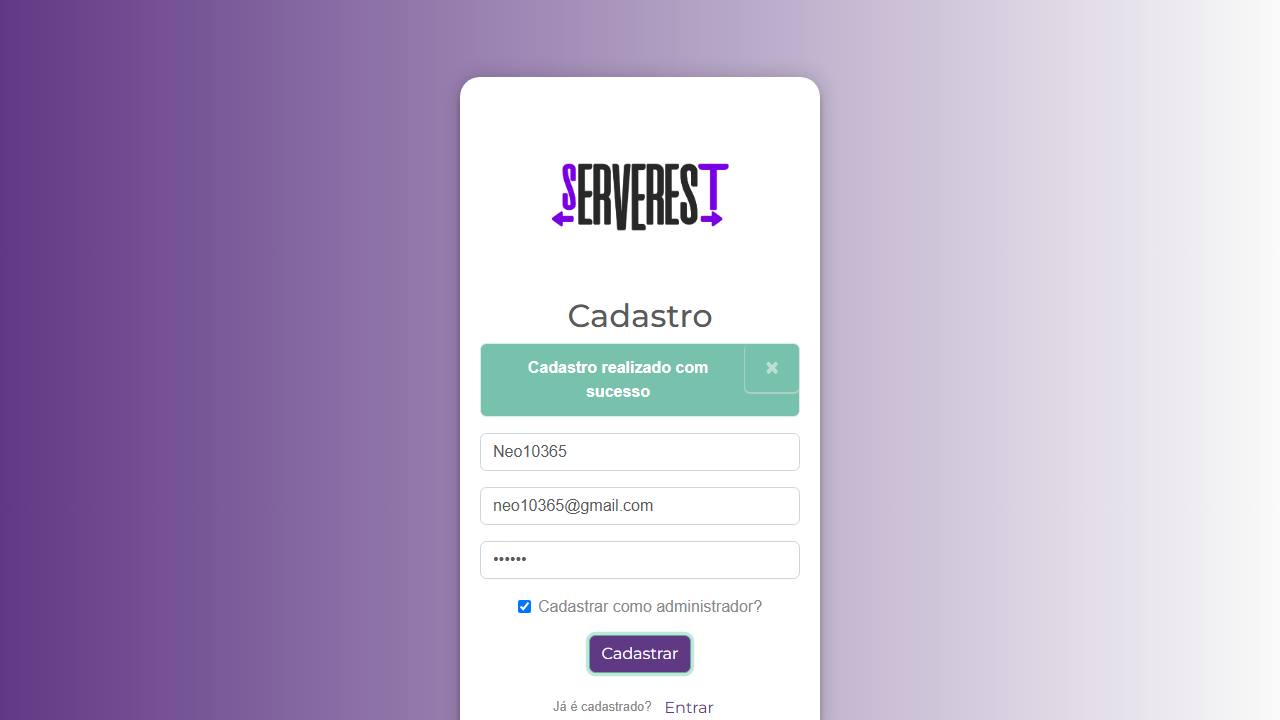 SERVEREST
Cadastro
Cadastro realizado com
sucesso
×
Neo10365
neo10365@gmail.com
••••••
Cadastrar como administrador?
Cadastrar
Já é cadastrado? Entrar